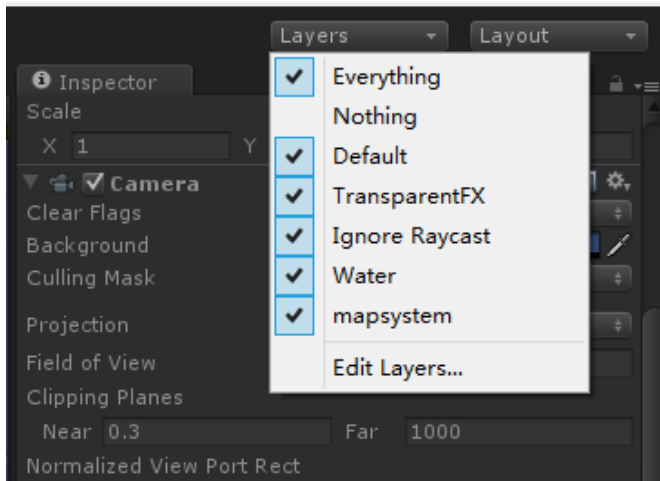 Layers Layout
Inspector
Everything
Scale
Nothing
X 1 Y
Default
Camera
TransparentFX
Clear Flags
Ignore Raycast
Background
Water
Culling Mask
mapsystem
Projection
Edit Layers...
Field of View
Clipping Planes
Near 0.3 Far 1000
Normalized View Port Rect